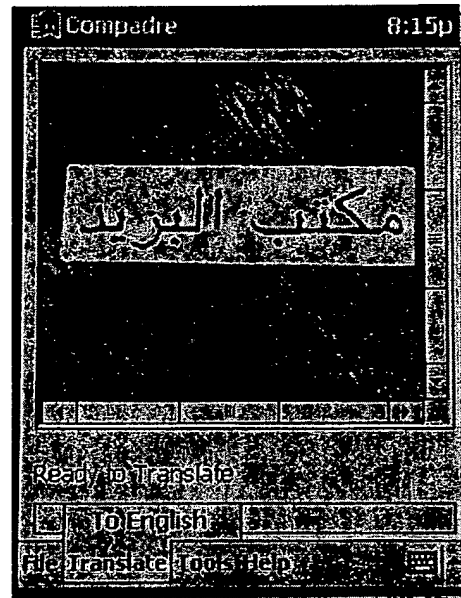 Compadre 8:15p
مكتب البريد
Ready to Translate
To English
File Translate Tools Help